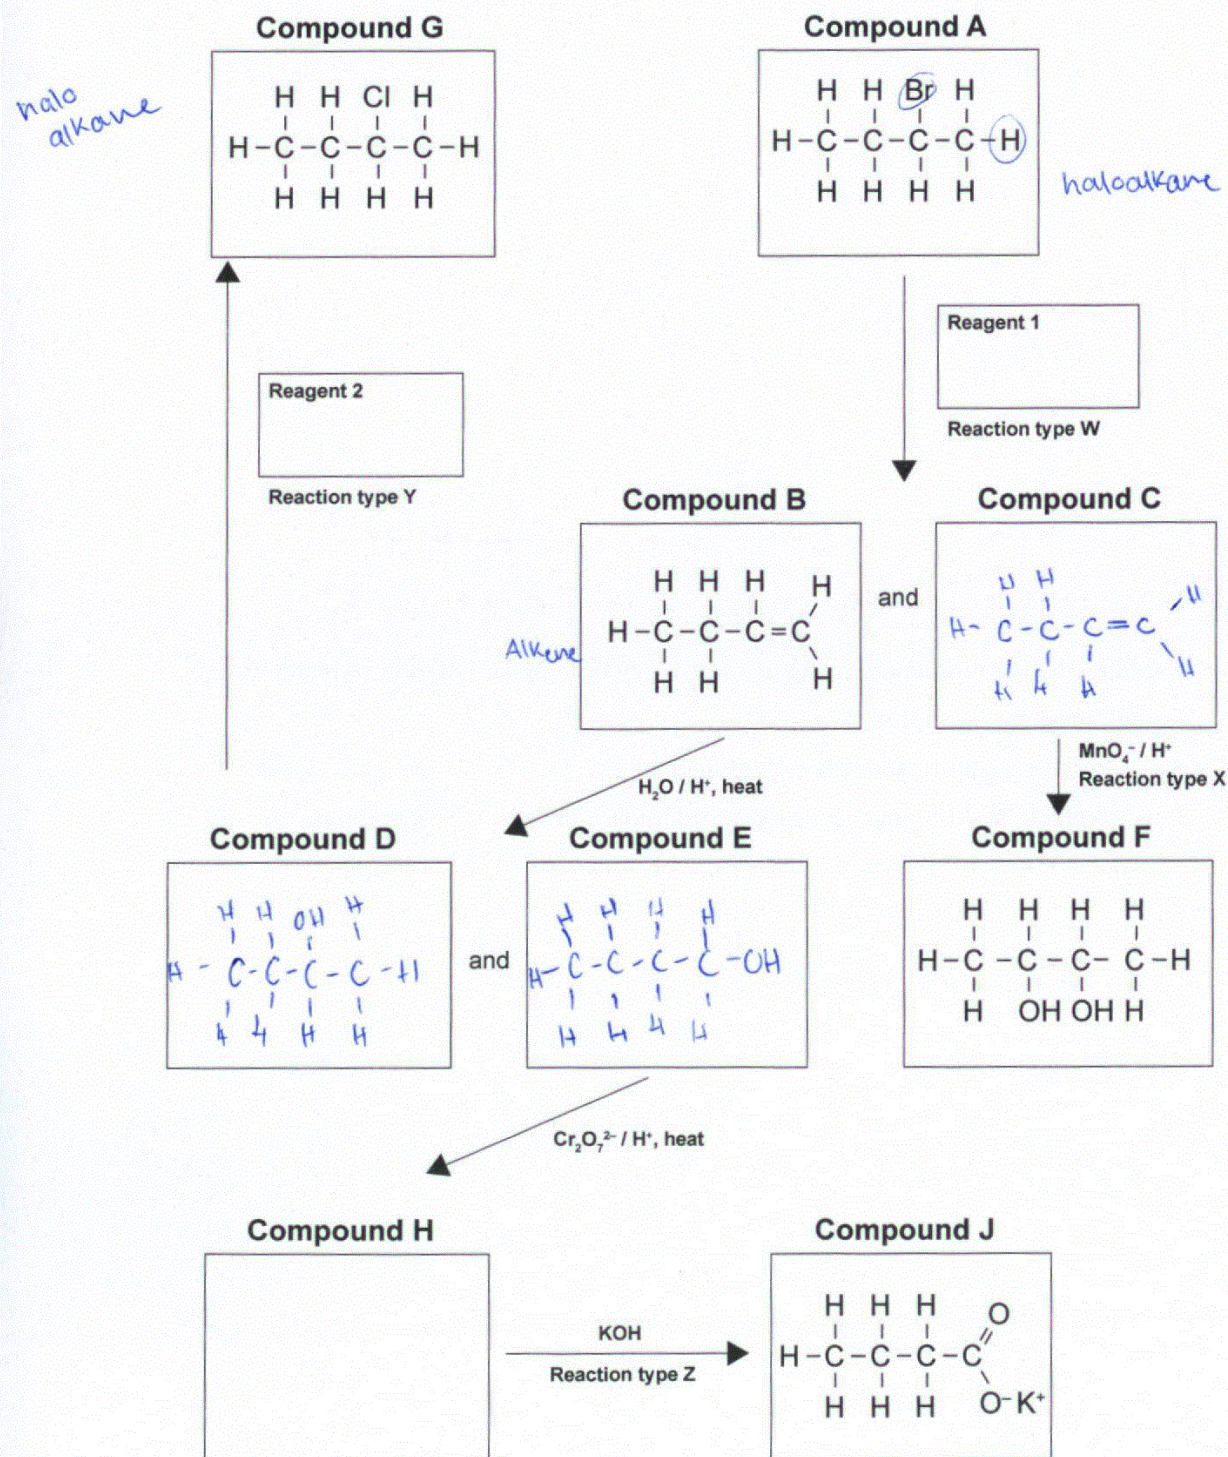 Compound G
Compound A
halo
alkane
H H Cl H
H–C–C–C–C–H
H H H H
H H Br H
H–C–C–C–C–H
H H H H
haloalkane
Reagent 1
Reaction type W
Reagent 2
Reaction type Y
Compound B
Compound C
H H H H
H–C–C–C=C
H H H
Alkene
and
H H
H-C-C-C=C
H
H
H H H
H₂O / H⁺, heat
MnO₄⁻ / H⁺
Reaction type X
Compound D
Compound E
Compound F
H H OH H
H-C-C-C-C-H
H H H H
and
H H H H
H-C-C-C-C-OH
H H H H
H H H H
H–C–C–C–C–H
H OH OH H
Cr₂O₇²⁻ / H⁺, heat
Compound H
Compound J
KOH
Reaction type Z
H H H O
H–C–C–C–C
H H H O⁻K⁺